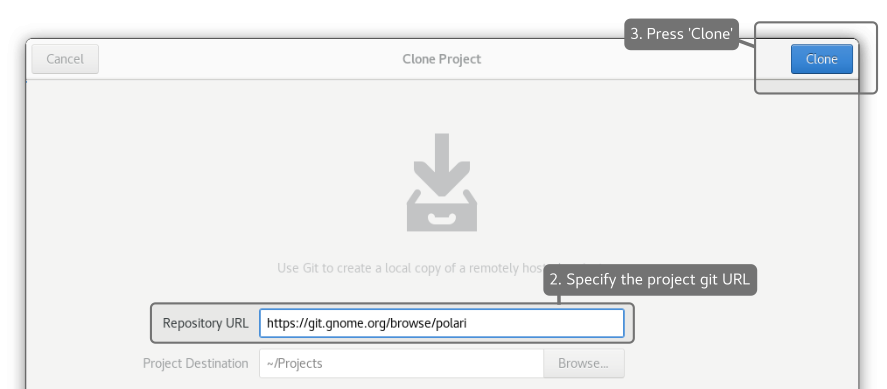 3. Press 'Clone'
Cancel
Clone Project
Clone
Use Git to create a local copy of a remotely
2. Specify the project git URL
Repository URL
https://git.gnome.org/browse/polari
Project Destination
~/Projects
Browse...